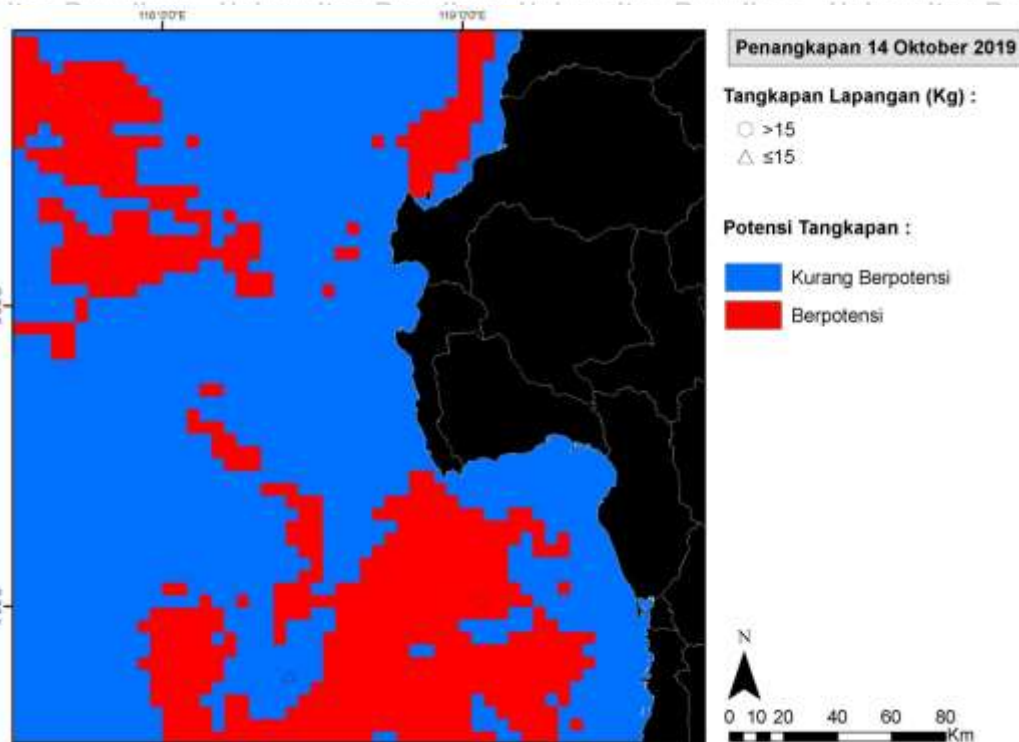 118°0'0"E 119°0'0"E
Penangkapan 14 Oktober 2019
Tangkapan Lapangan (Kg) :
>15
≤15
Potensi Tangkapan :
Kurang Berpotensi
Berpotensi
N
0 10 20 40 60 80
Km